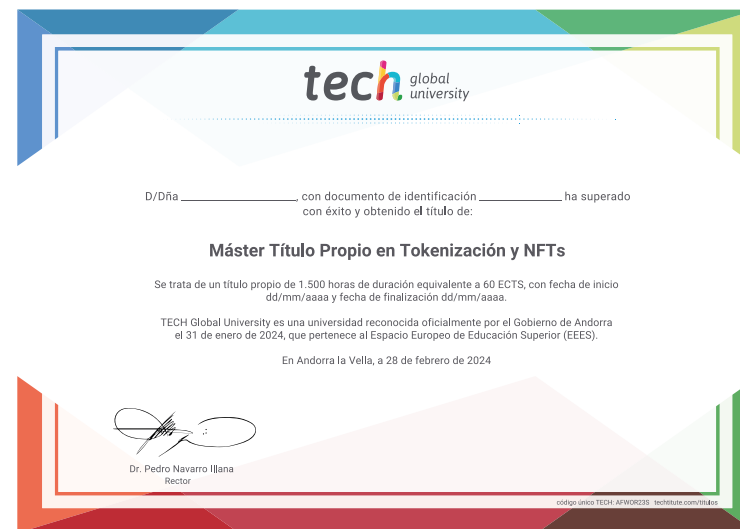 tech global
university
D/Dña ____________, con documento de identificación ____________ ha superado
con éxito y obtenido el título de:
Máster Título Propio en Tokenización y NFTs
Se trata de un título propio de 1.500 horas de duración equivalente a 60 ECTS, con fecha de inicio
dd/mm/aaaa y fecha de finalización dd/mm/aaaa.
TECH Global University es una universidad reconocida oficialmente por el Gobierno de Andorra
el 31 de enero de 2024, que pertenece al Espacio Europeo de Educación Superior (EEES).
En Andorra la Vella, a 28 de febrero de 2024
Dr. Pedro Navarro Illana
Rector
código único TECH: AFWOR23S techtitute.com/titulos